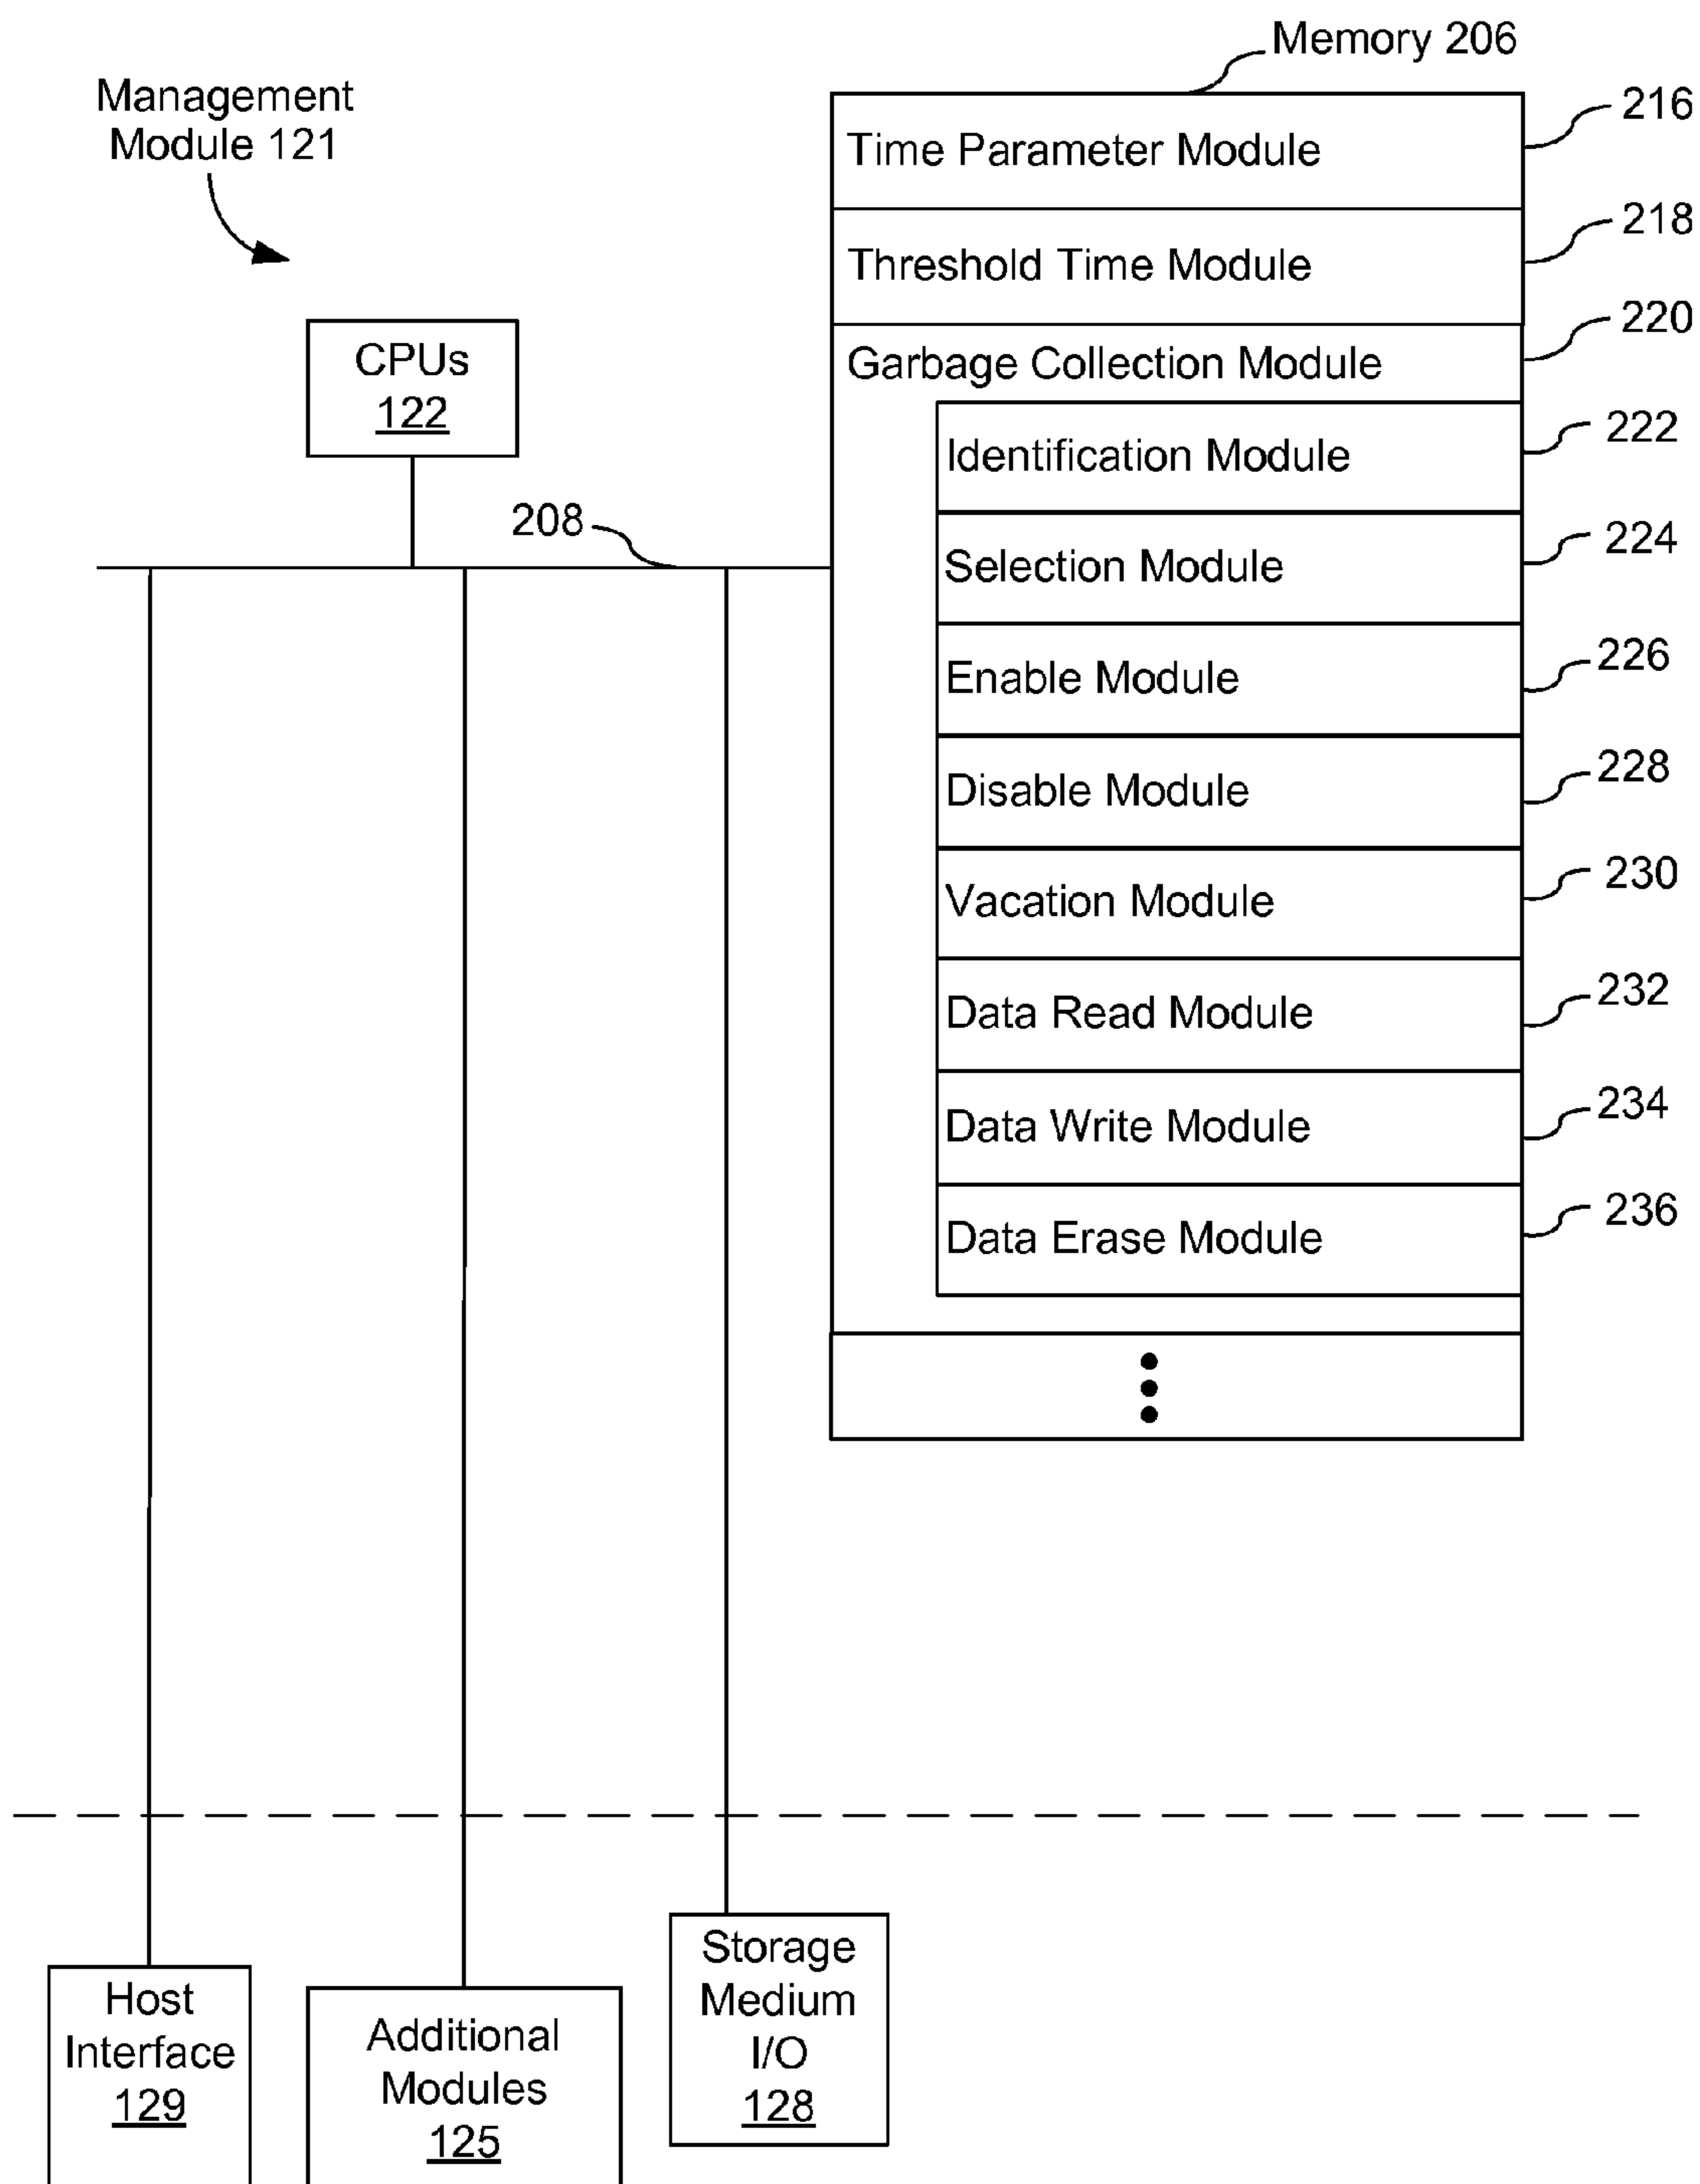 Memory 206
Management
Module 121
Time Parameter Module
216
Threshold Time Module
218
Garbage Collection Module
220
CPUs
122
Identification Module
222
208
Selection Module
224
Enable Module
226
Disable Module
228
Vacation Module
230
Data Read Module
232
Data Write Module
234
Data Erase Module
236
Host
Interface
129
Additional
Modules
125
Storage
Medium
I/O
128